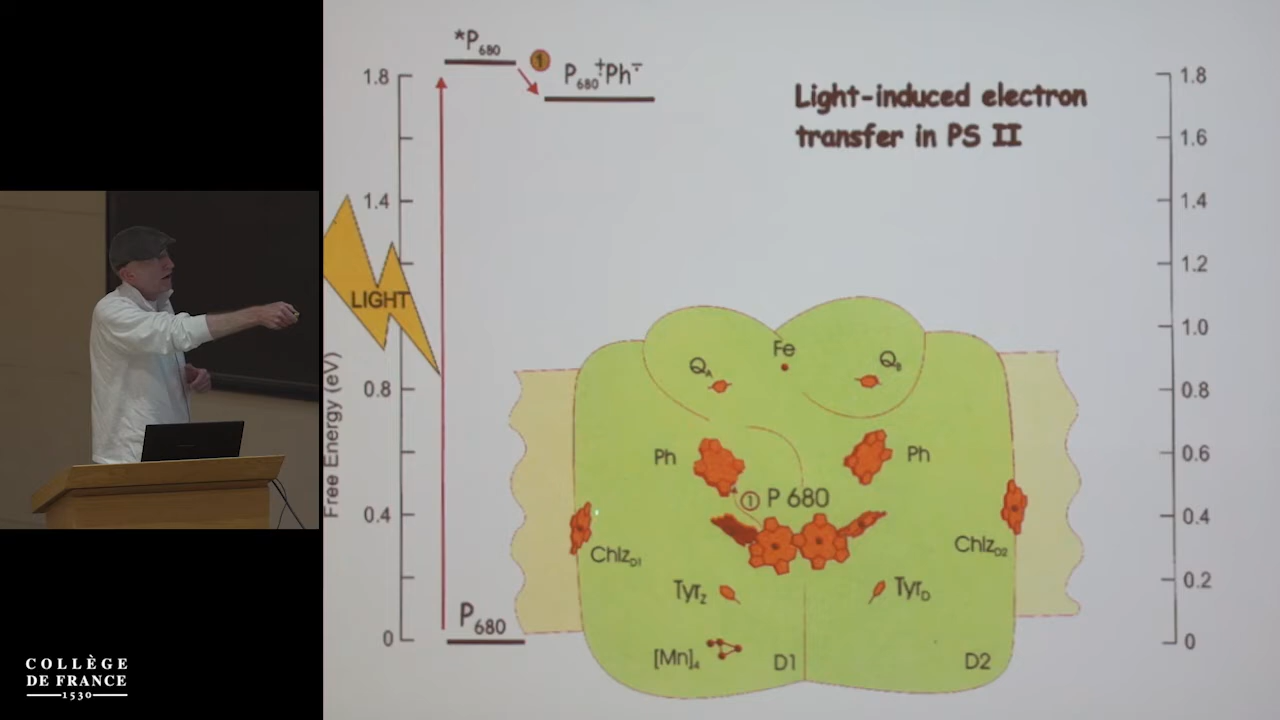 *P680
1
P680+Ph-
Light-induced electron
transfer in PS II
1.8
1.4
0.8
0.4
0
Free Energy (eV)
LIGHT
P680
1.8
1.6
1.4
1.2
1.0
0.8
0.6
0.4
0.2
0
QA
Fe
QB
Ph
Ph
1 P 680
ChlzD1
ChlzD2
TyrZ
TyrD
[Mn]4
D1
D2
COLLÈGE
DE FRANCE
1530